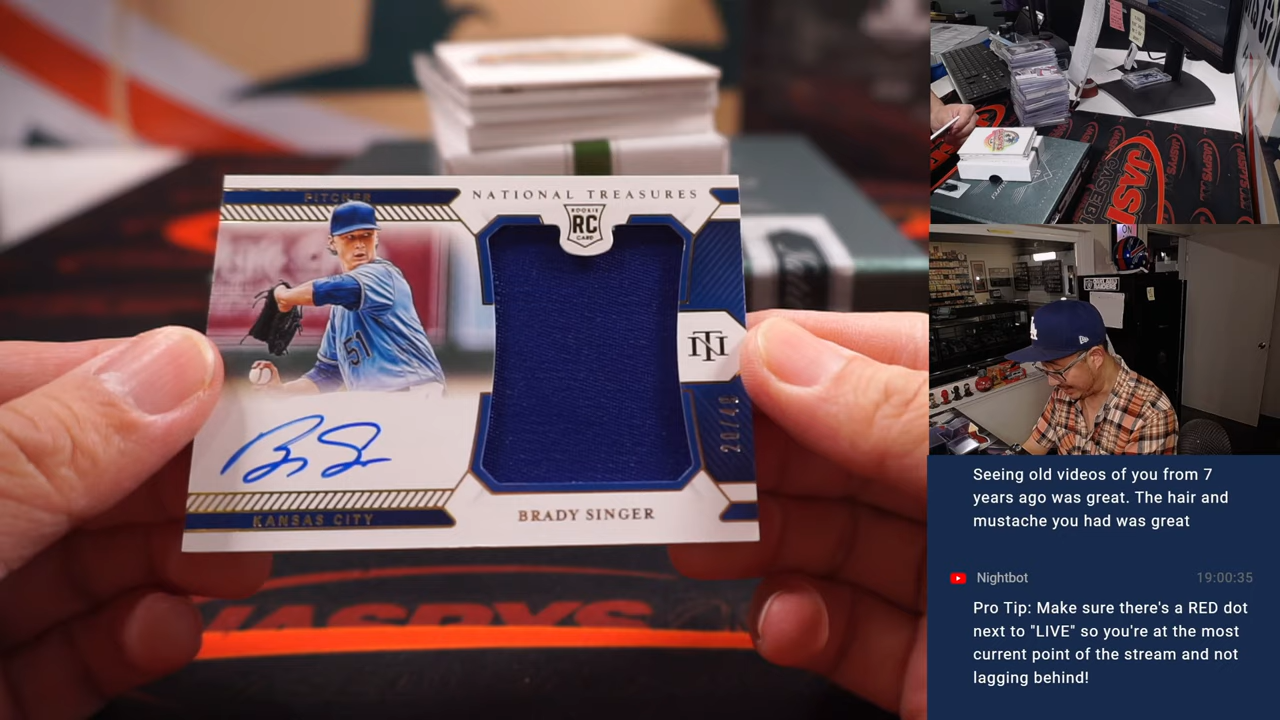 PITCHER
NATIONAL TREASURES
ROOKIE
RC
CARD
51
NT
KANSAS CITY
BRADY SINGER
JASPYS
JASPYS
ON
Seeing old videos of you from 7
years ago was great. The hair and
mustache you had was great
Nightbot
19:00:35
Pro Tip: Make sure there's a RED dot
next to "LIVE" so you're at the most
current point of the stream and not
lagging behind!